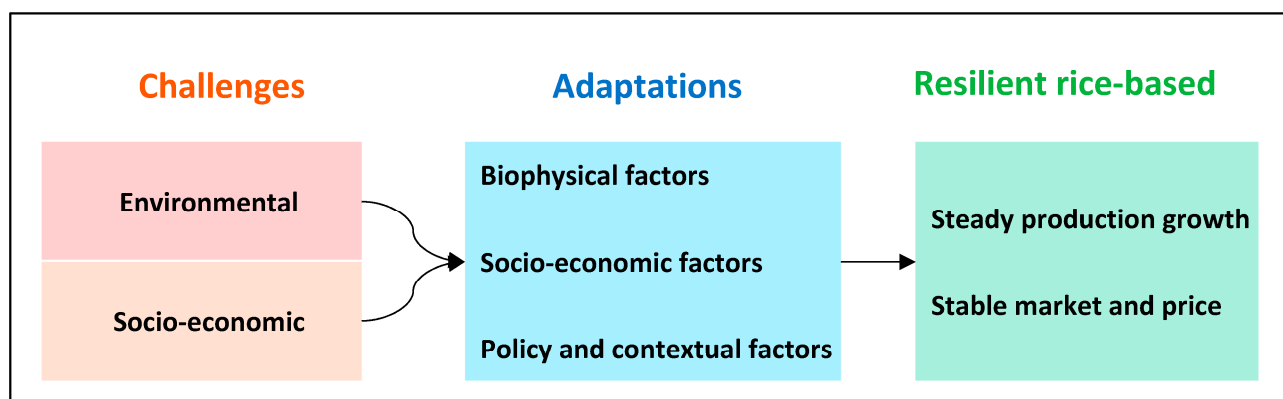 Challenges
Environmental
Socio-economic
Adaptations
Biophysical factors
Socio-economic factors
Policy and contextual factors
Resilient rice-based
Steady production growth
Stable market and price